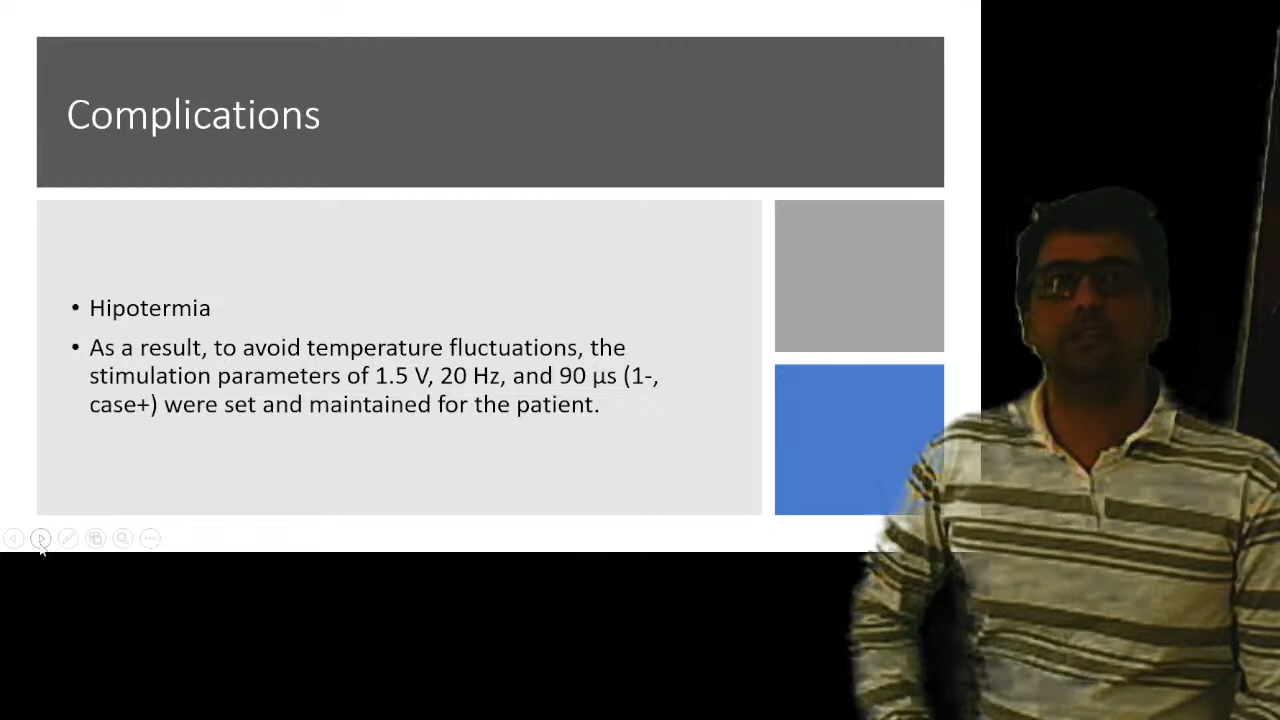 Complications
• Hipotermia
• As a result, to avoid temperature fluctuations, the
stimulation parameters of 1.5 V, 20 Hz, and 90 µs (1-,
case+) were set and maintained for the patient.